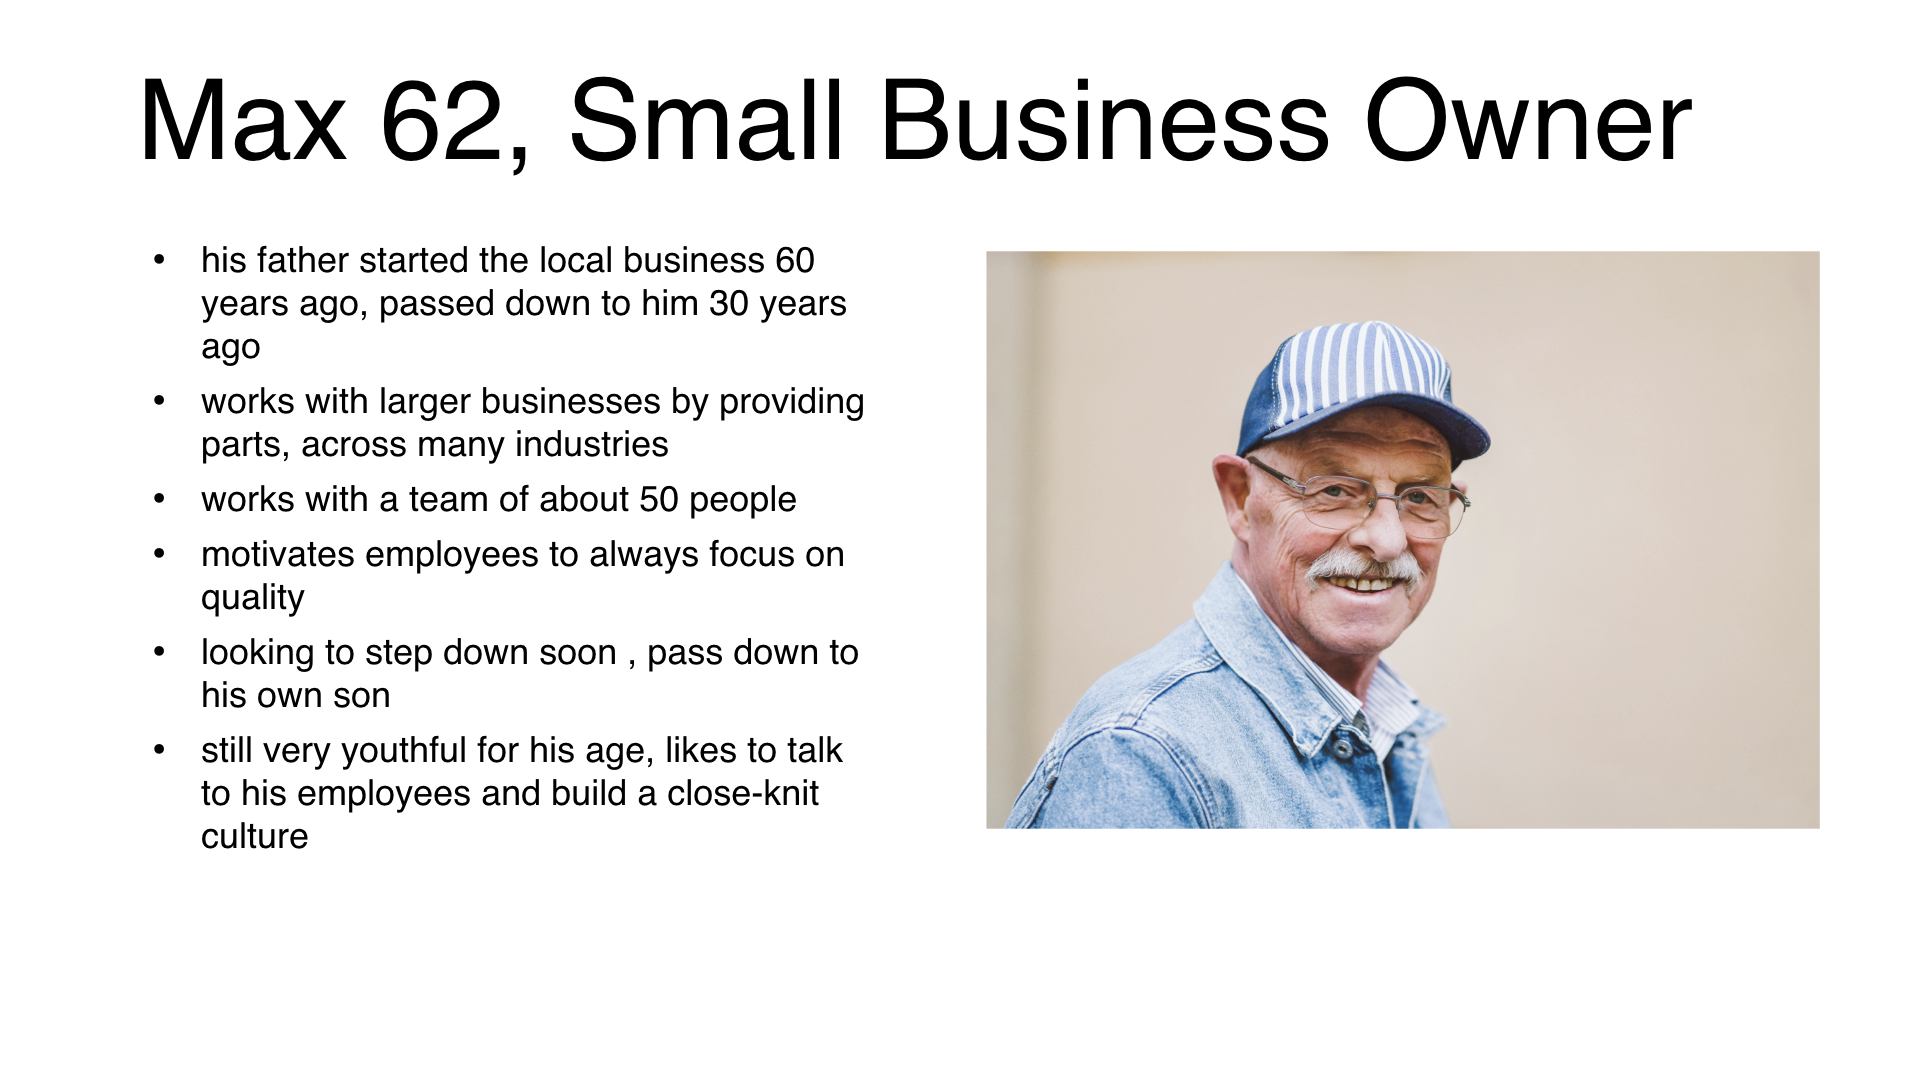 Max 62, Small Business Owner
• his father started the local business 60
years ago, passed down to him 30 years
ago
• works with larger businesses by providing
parts, across many industries
• works with a team of about 50 people
• motivates employees to always focus on
quality
• looking to step down soon , pass down to
his own son
• still very youthful for his age, likes to talk
to his employees and build a close-knit
culture